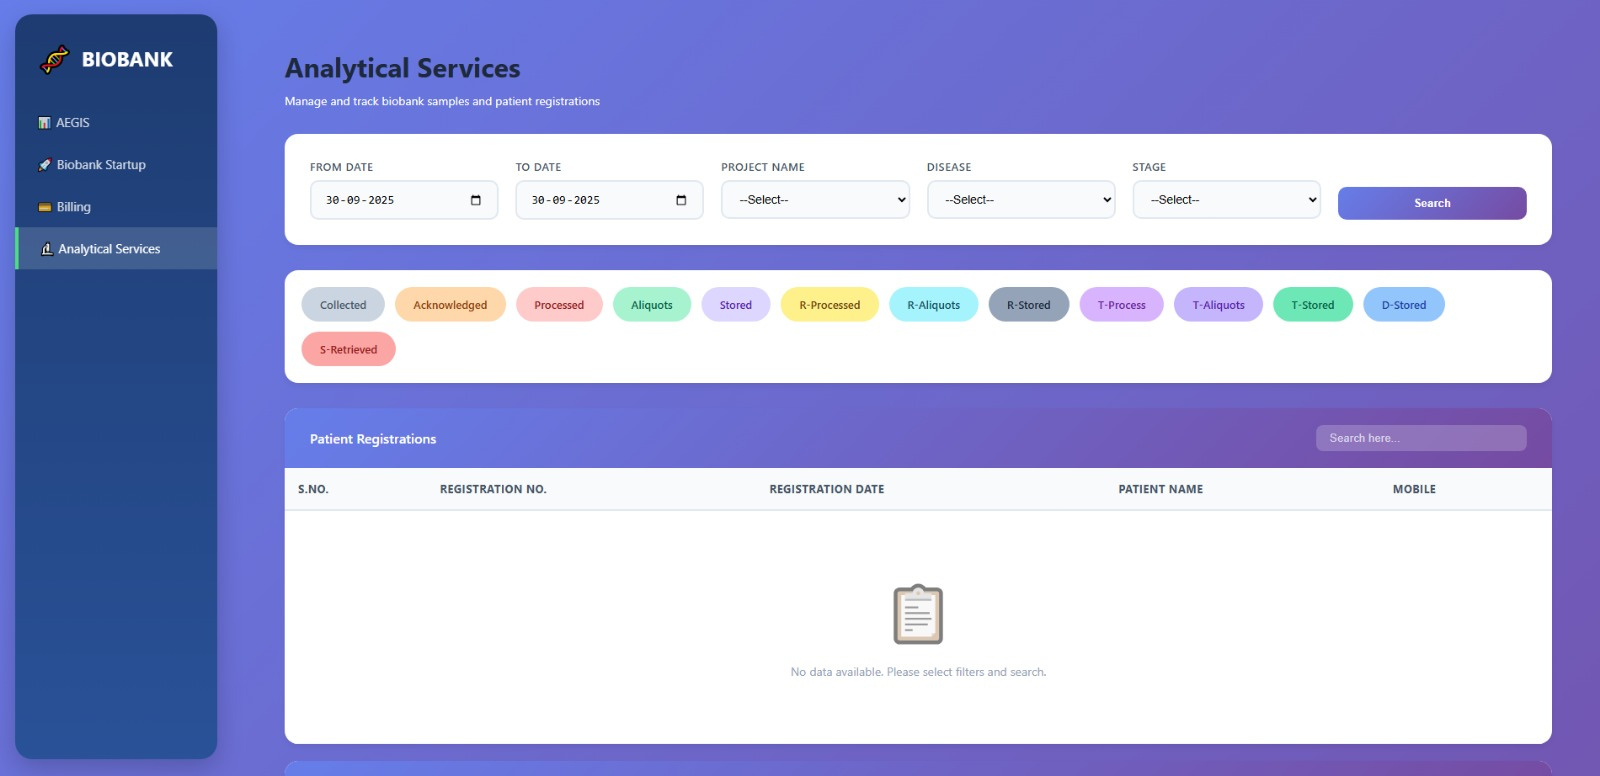 BIOBANK
AEGIS
Biobank Startup
Billing
Analytical Services
Analytical Services
Manage and track biobank samples and patient registrations
FROM DATE TO DATE PROJECT NAME DISEASE STAGE
30-09-2025 30-09-2025 --Select-- --Select-- --Select-- Search
Collected Acknowledged Processed Aliquots Stored R-Processed R-Aliquots R-Stored T-Process T-Aliquots T-Stored D-Stored
S-Retrieved
Patient Registrations Search here...
S.NO. REGISTRATION NO. REGISTRATION DATE PATIENT NAME MOBILE
No data available. Please select filters and search.